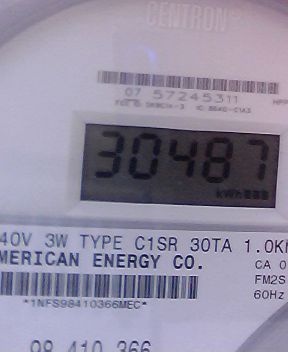 CENTRON
07 57245311
30487
kWh
40V 3W TYPE C1SR 30TA 1.0K
MERICAN ENERGY CO.
CA 0
FM2S
*1NFS98410366MEC*
60Hz
98 410 366